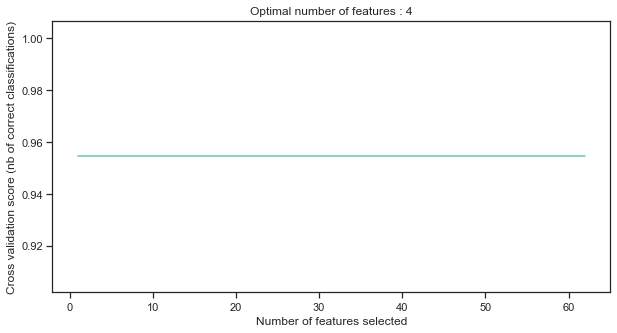 Optimal number of features : 4
Cross validation score (nb of correct classifications)
1.00
0.98
0.96
0.94
0.92
0 10 20 30 40 50 60
Number of features selected